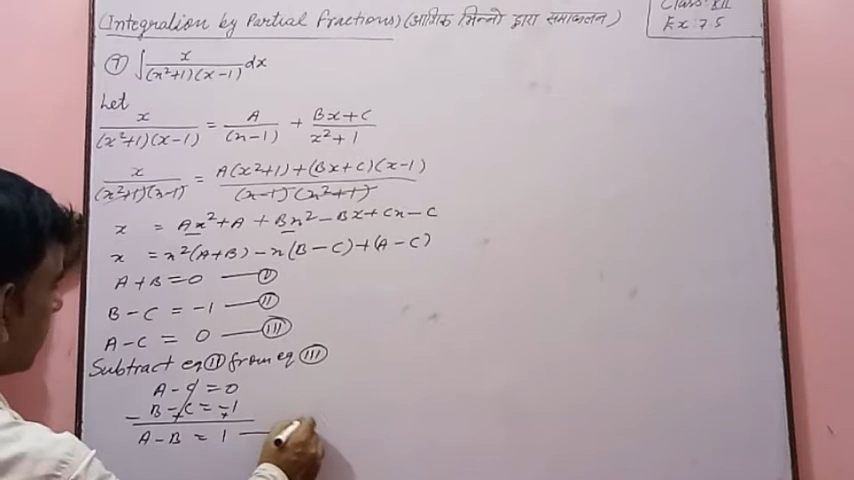 (Integration by Partial Fractions) (आंशिक भिन्नो द्वारा समाकलन)
Class: XII
Ex: 7.5
⑦ ∫ x/((x²+1)(x-1)) dx
Let
x/((x²+1)(x-1)) = A/(x-1) + (Bx+C)/(x²+1)
x/((x²+1)(x-1)) = (A(x²+1)+(Bx+C)(x-1))/((x-1)(x²+1))
x = Ax²+A+Bx²-Bx+Cx-C
x = x²(A+B)-x(B-C)+(A-C)
A+B=0 — Ⓘ
B-C=-1 — (II)
A-C=0 — (III)
Subtract eq (II) from eq (III)
A-C=0
- B-C=-1
+ +
A-B=1 —